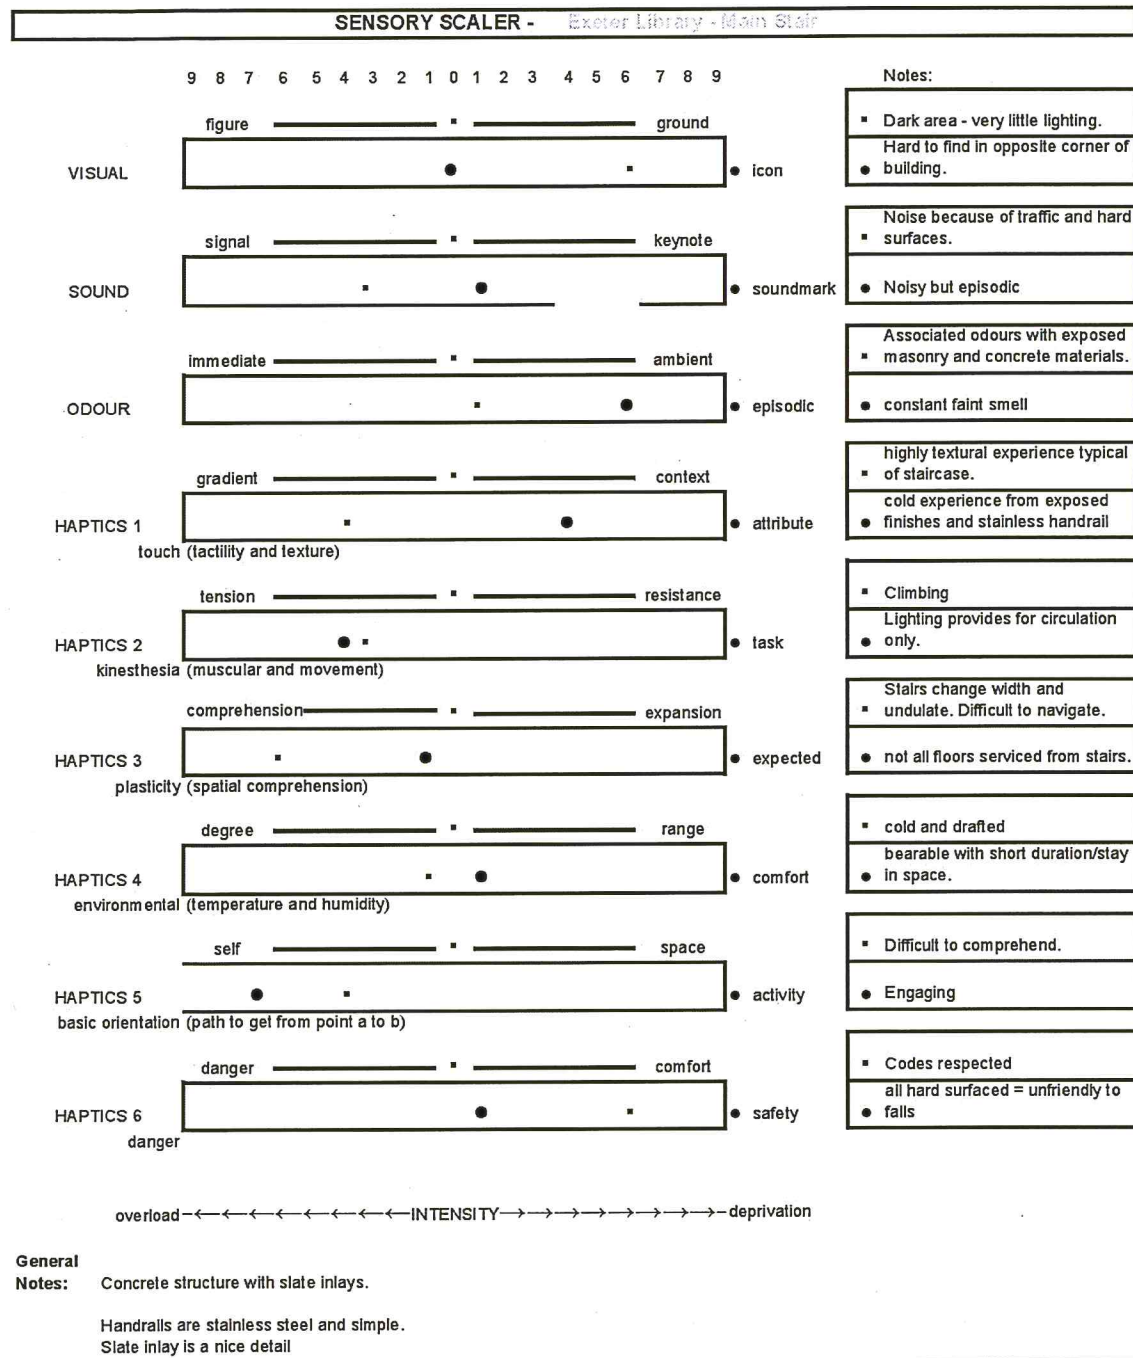 SENSORY SCALER - Exeter Library - Main Stair
9 8 7 6 5 4 3 2 1 0 1 2 3 4 5 6 7 8 9 Notes:
figure ground
Dark area - very little lighting.
VISUAL icon
Hard to find in opposite corner of
building.
signal keynote
Noise because of traffic and hard
surfaces.
SOUND soundmark
Noisy but episodic
immediate ambient
Associated odours with exposed
masonry and concrete materials.
ODOUR episodic
constant faint smell
gradient context
highly textural experience typical
of staircase.
HAPTICS 1 attribute
cold experience from exposed
finishes and stainless handrail
touch (tactility and texture)
tension resistance
Climbing
HAPTICS 2 task
Lighting provides for circulation
only.
kinesthesia (muscular and movement)
comprehension expansion
Stairs change width and
undulate. Difficult to navigate.
HAPTICS 3 expected
not all floors serviced from stairs.
plasticity (spatial comprehension)
degree range
cold and drafted
HAPTICS 4 comfort
bearable with short duration/stay
in space.
environmental (temperature and humidity)
self space
Difficult to comprehend.
HAPTICS 5 activity
Engaging
basic orientation (path to get from point a to b)
danger comfort
Codes respected
HAPTICS 6 safety
all hard surfaced = unfriendly to
falls
danger
overload INTENSITY deprivation
General
Notes: Concrete structure with slate inlays.
Handrails are stainless steel and simple.
Slate inlay is a nice detail